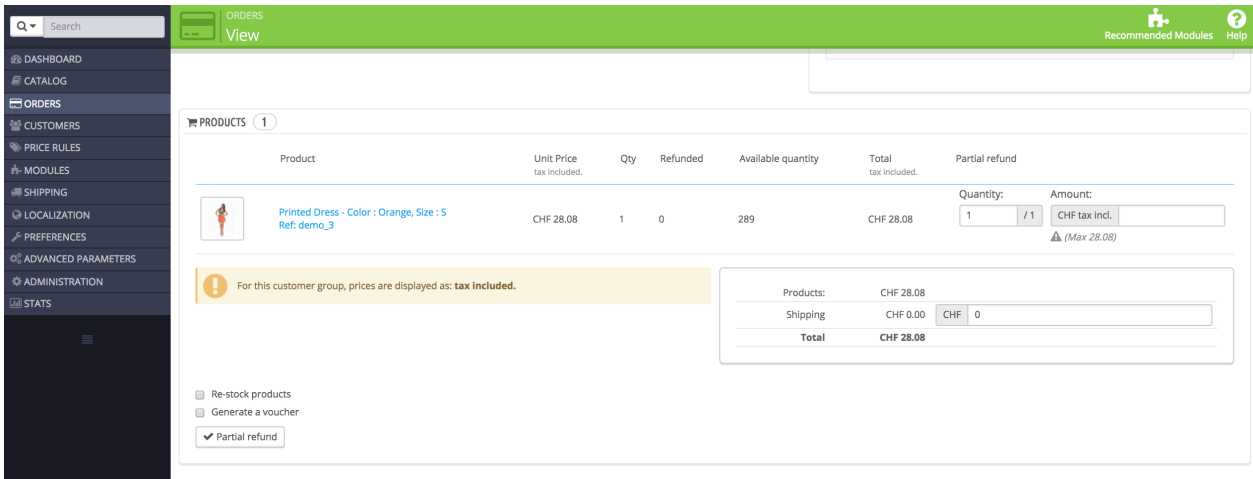 Search
ORDERS
View
Recommended Modules
Help
DASHBOARD
CATALOG
ORDERS
CUSTOMERS
PRICE RULES
MODULES
SHIPPING
LOCALIZATION
PREFERENCES
ADVANCED PARAMETERS
ADMINISTRATION
STATS
PRODUCTS 1
Product Unit Price Qty Refunded Available quantity Total Partial refund
tax included. tax included.
Quantity: Amount:
Printed Dress - Color : Orange, Size : S CHF 28.08 1 0 289 CHF 28.08 1 / 1 CHF tax incl.
Ref: demo_3
(Max 28.08)
For this customer group, prices are displayed as: tax included.
Products: CHF 28.08
Shipping CHF 0.00 CHF 0
Total CHF 28.08
Re-stock products
Generate a voucher
Partial refund